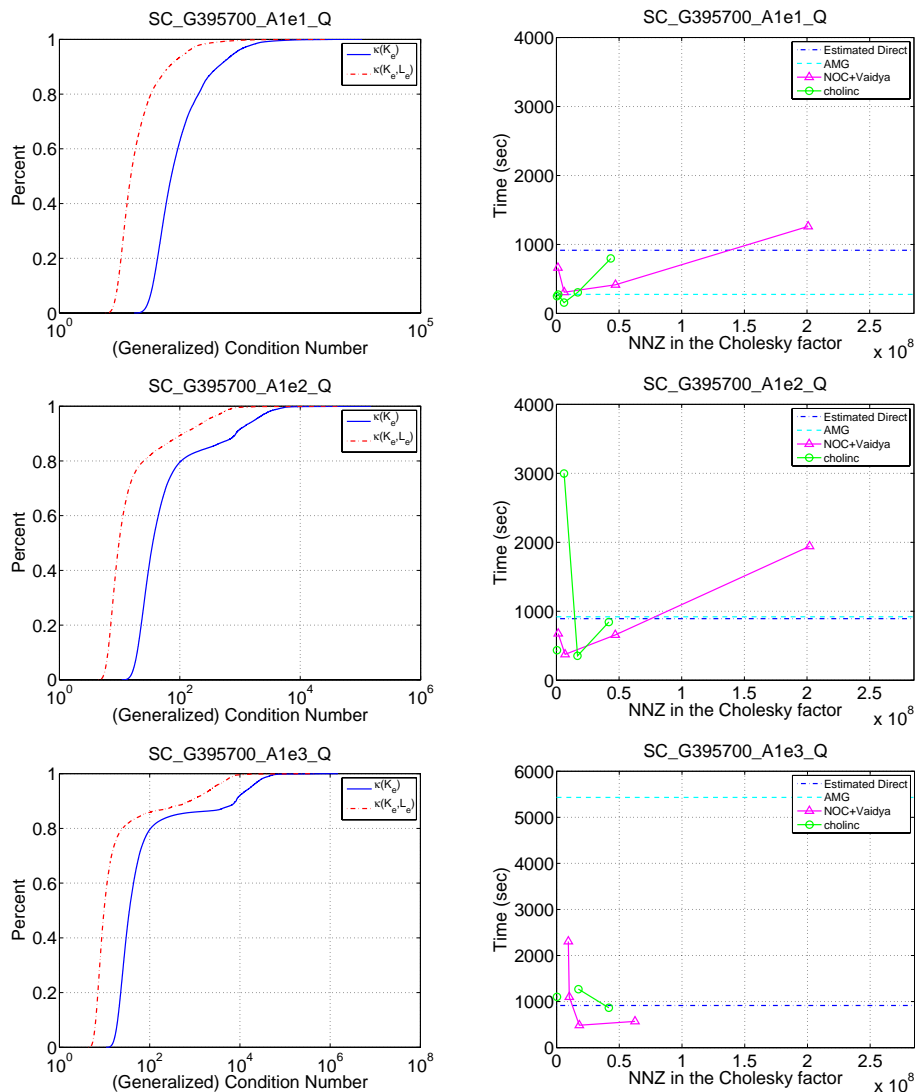 SC_G395700_A1e1_Q
κ(K_e)
κ(K_e,L_e)
1
0.8
0.6
0.4
0.2
0
Percent
10^0
10^5
(Generalized) Condition Number
SC_G395700_A1e1_Q
Estimated Direct
AMG
NOC+Vaidya
cholinc
4000
3000
2000
1000
0
Time (sec)
0 0.5 1 1.5 2 2.5
NNZ in the Cholesky factor
x 10^8
SC_G395700_A1e2_Q
κ(K_e)
κ(K_e,L_e)
1
0.8
0.6
0.4
0.2
0
Percent
10^0 10^2 10^4 10^6
(Generalized) Condition Number
SC_G395700_A1e2_Q
Estimated Direct
AMG
NOC+Vaidya
cholinc
4000
3000
2000
1000
0
Time (sec)
0 0.5 1 1.5 2 2.5
NNZ in the Cholesky factor
x 10^8
SC_G395700_A1e3_Q
κ(K_e)
κ(K_e,L_e)
1
0.8
0.6
0.4
0.2
0
Percent
10^0 10^2 10^4 10^6 10^8
(Generalized) Condition Number
SC_G395700_A1e3_Q
Estimated Direct
AMG
NOC+Vaidya
cholinc
6000
5000
4000
3000
2000
1000
0
Time (sec)
0 0.5 1 1.5 2 2.5
NNZ in the Cholesky factor
x 10^8